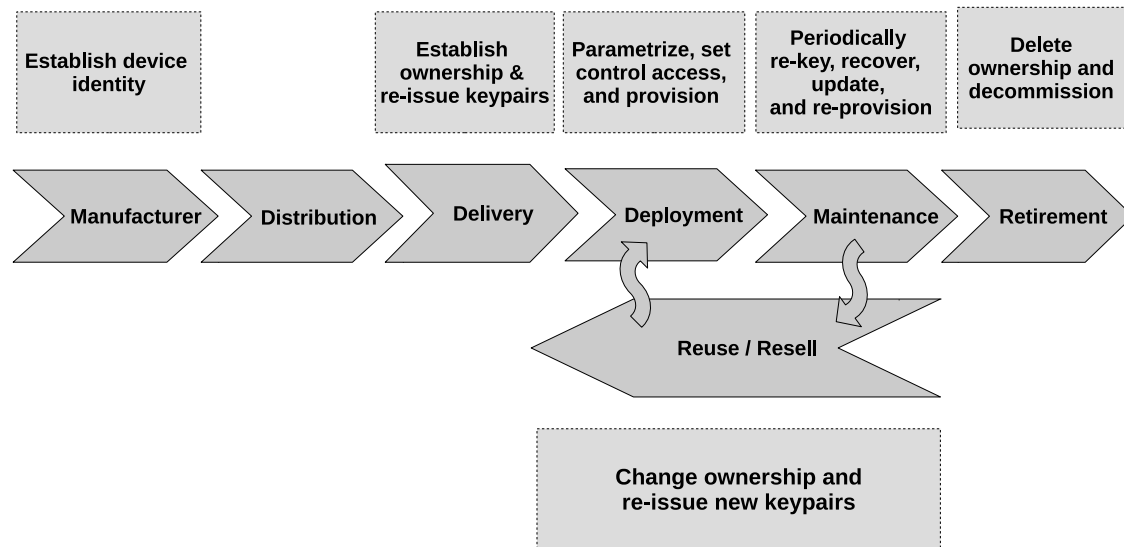 Establish device
identity
Establish
ownership &
re-issue keypairs
Parametrize, set
control access,
and provision
Periodically
re-key, recover,
update,
and re-provision
Delete
ownership and
decommission
Manufacturer
Distribution
Delivery
Deployment
Maintenance
Retirement
Reuse / Resell
Change ownership and
re-issue new keypairs